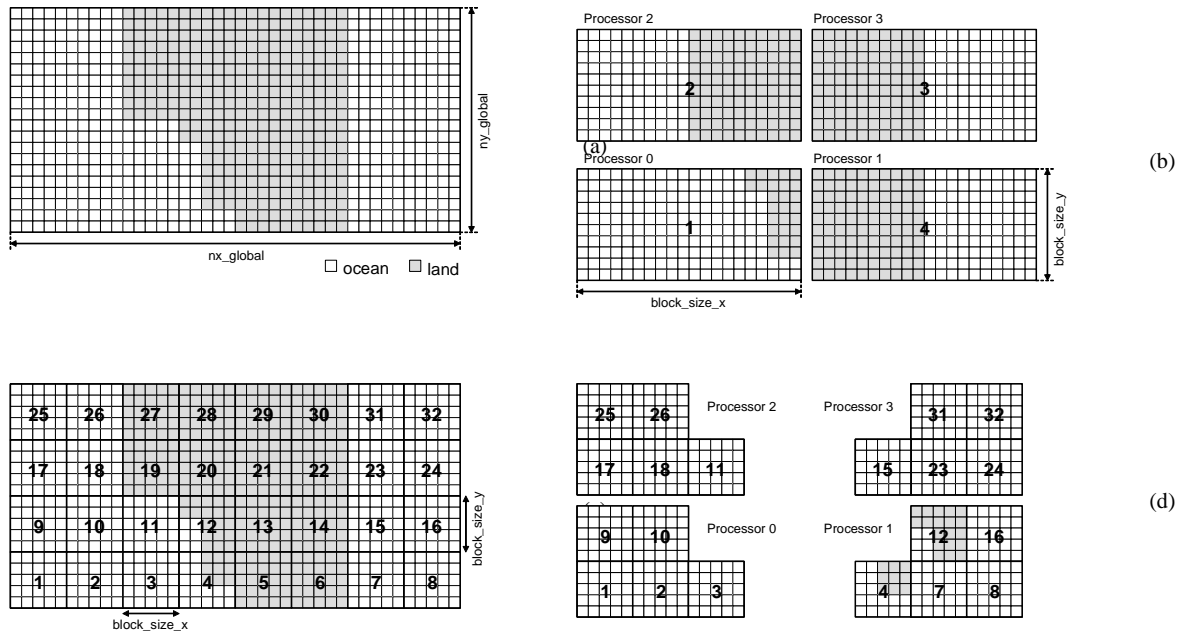 ny_global
nx_global
ocean
land
Processor 2
Processor 3
2
3
(a)
Processor 0
Processor 1
(b)
1
4
block_size_y
block_size_x
25 26 27 28 29 30 31 32
17 18 19 20 21 22 23 24
9 10 11 12 13 14 15 16
1 2 3 4 5 6 7 8
block_size_y
block_size_x
25 26
Processor 2
Processor 3
31 32
17 18 11
15 23 24
(d)
9 10
Processor 0
Processor 1
12 16
1 2 3
4 7 8